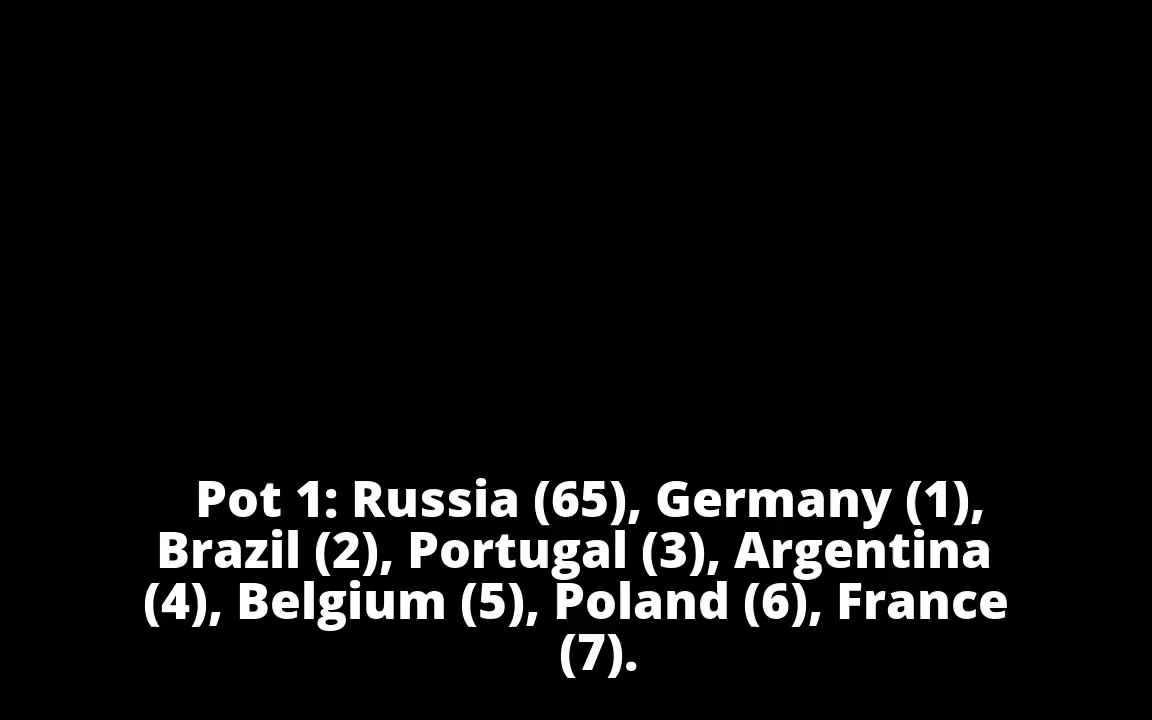 Pot 1: Russia (65), Germany (1),
Brazil (2), Portugal (3), Argentina
(4), Belgium (5), Poland (6), France
(7).